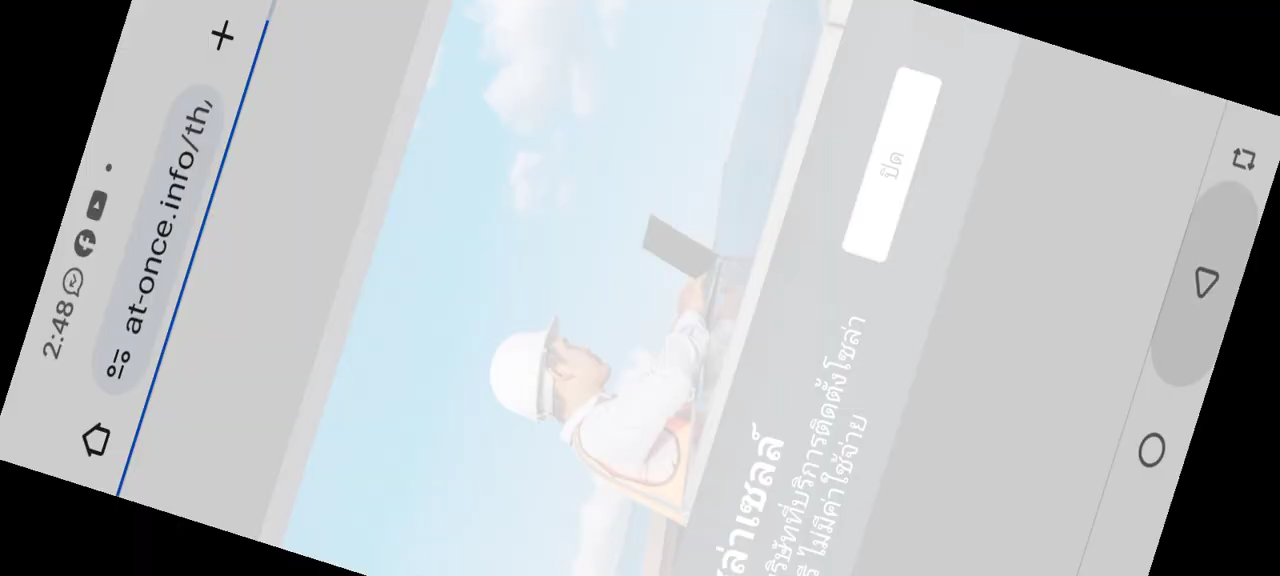 2:48
at-once.info/th/
ปิด
ล่าเซลล์
ริษัทที่บริการติดตั้งโซล่า
รี ไม่มีค่าใช้จ่าย